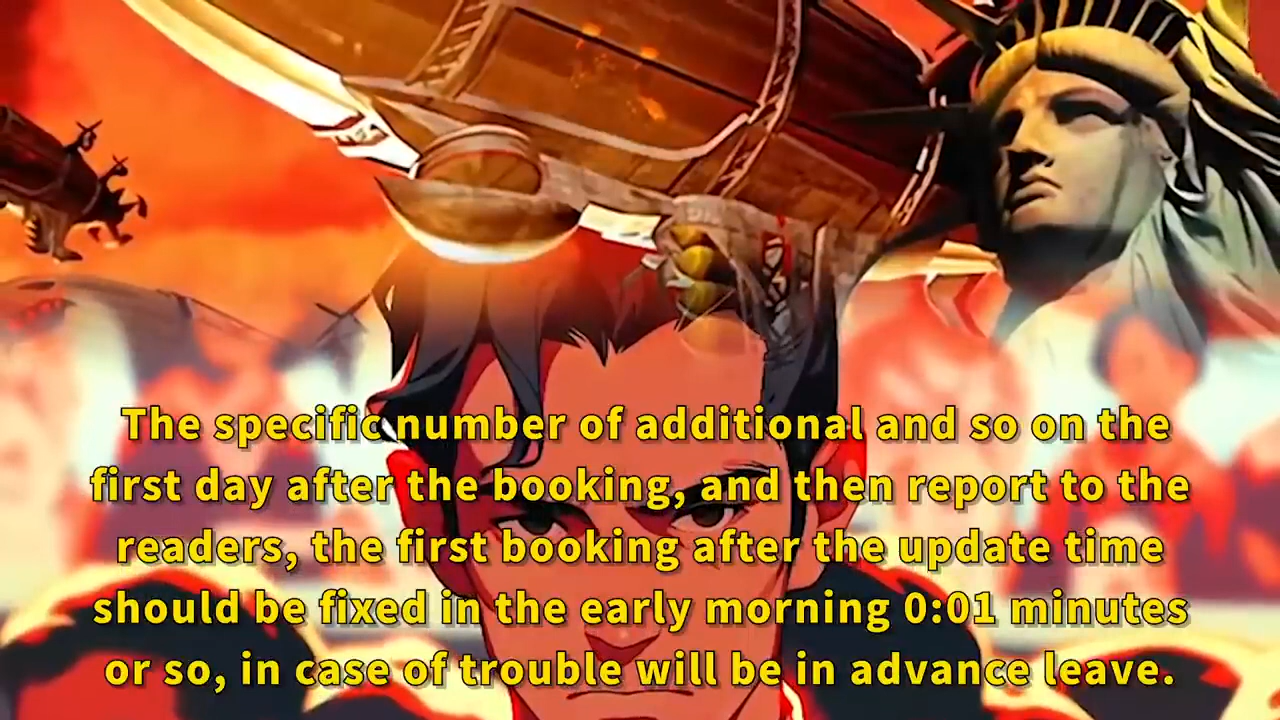 The specific number of additional and so on the
first day after the booking, and then report to the
readers, the first booking after the update time
should be fixed in the early morning 0:01 minutes
or so, in case of trouble will be in advance leave.